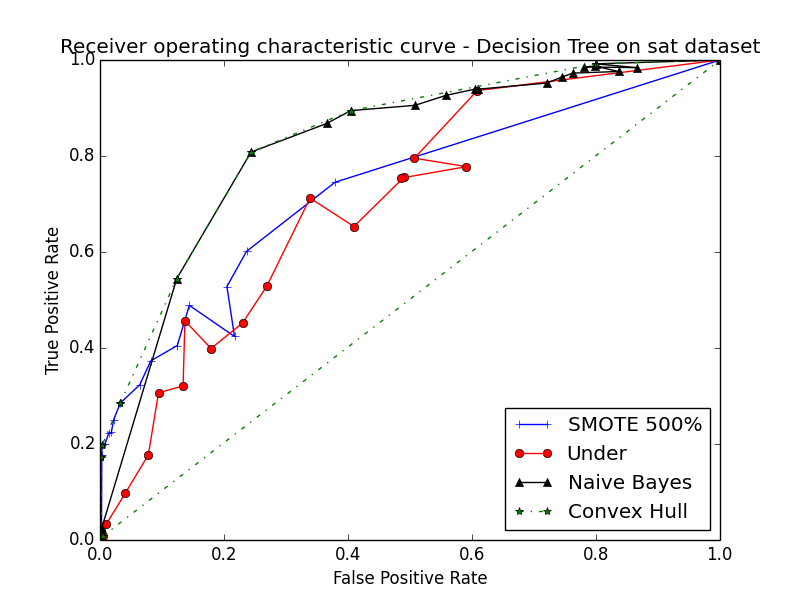 Receiver operating characteristic curve - Decision Tree on sat dataset
1.0
0.8
0.6
0.4
0.2
0.0
True Positive Rate
SMOTE 500%
Under
Naive Bayes
Convex Hull
0.0 0.2 0.4 0.6 0.8 1.0
False Positive Rate